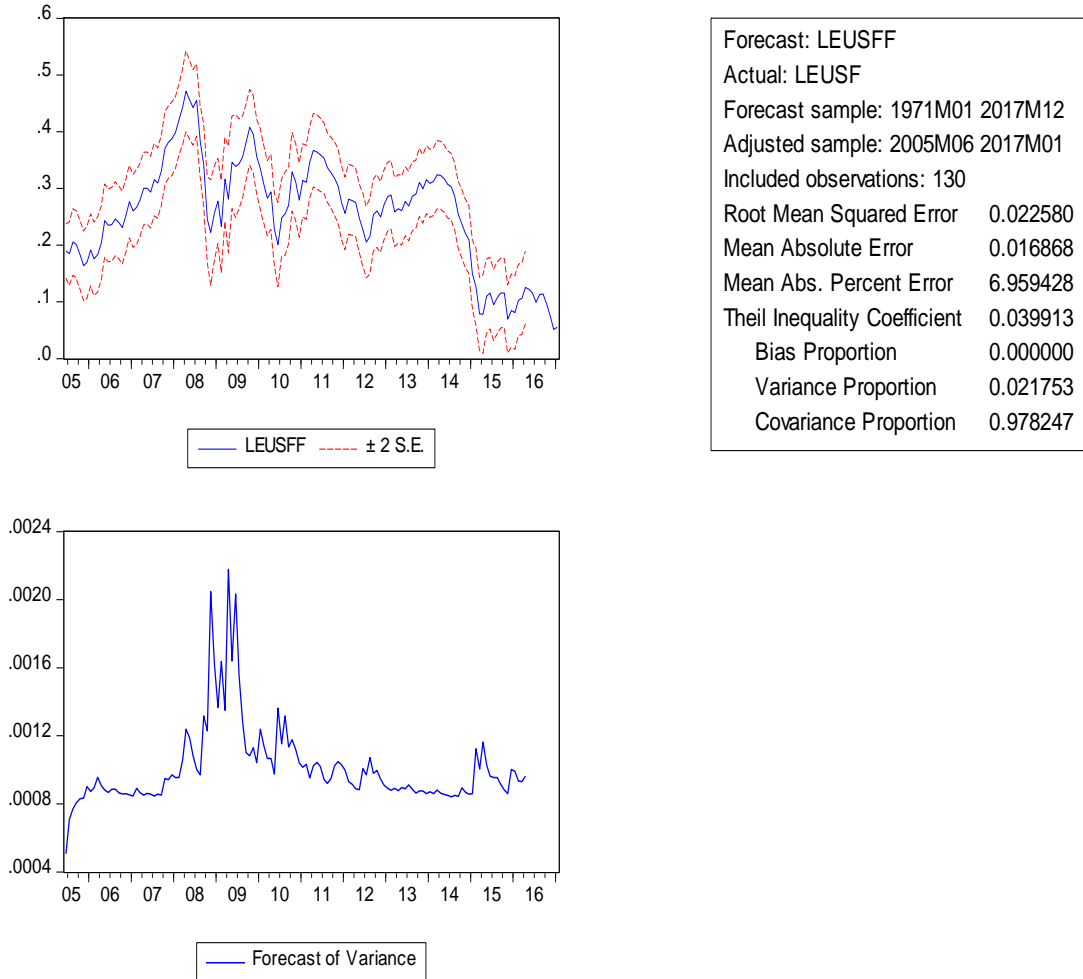 .6
.5
.4
.3
.2
.1
.0
05 06 07 08 09 10 11 12 13 14 15 16
LEUSFF ± 2 S.E.
Forecast: LEUSFF
Actual: LEUSF
Forecast sample: 1971M01 2017M12
Adjusted sample: 2005M06 2017M01
Included observations: 130
Root Mean Squared Error 0.022580
Mean Absolute Error 0.016868
Mean Abs. Percent Error 6.959428
Theil Inequality Coefficient 0.039913
Bias Proportion 0.000000
Variance Proportion 0.021753
Covariance Proportion 0.978247
.0024
.0020
.0016
.0012
.0008
.0004
05 06 07 08 09 10 11 12 13 14 15 16
Forecast of Variance